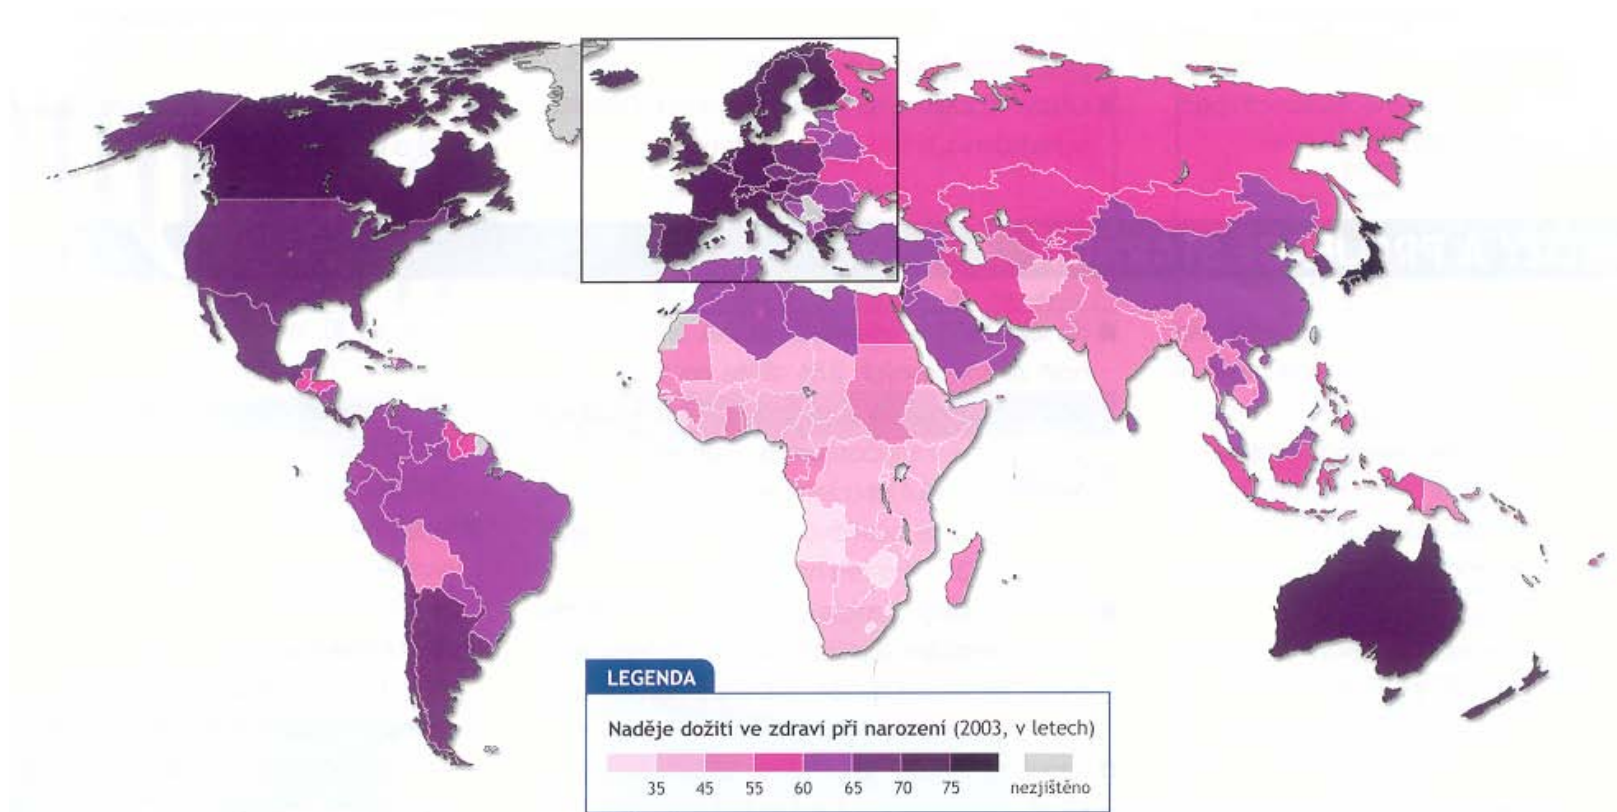 LEGENDA
Naděje dožití ve zdraví při narození (2003, v letech)
35 45 55 60 65 70 75 nezjištěno